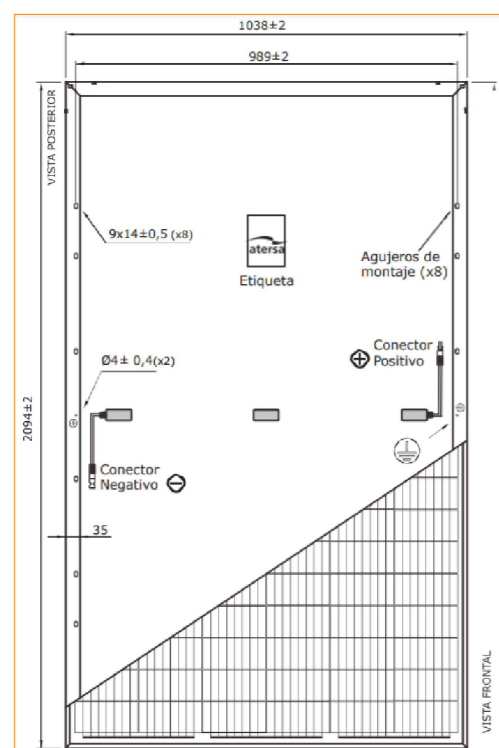 1038±2
989±2
VISTA POSTERIOR
9x14±0,5 (x8)
atersa
Etiqueta
Agujeros de
montaje (x8)
Conector
Positivo
Ø4± 0,4(x2)
2094±2
Conector
Negativo
35
VISTA FRONTAL